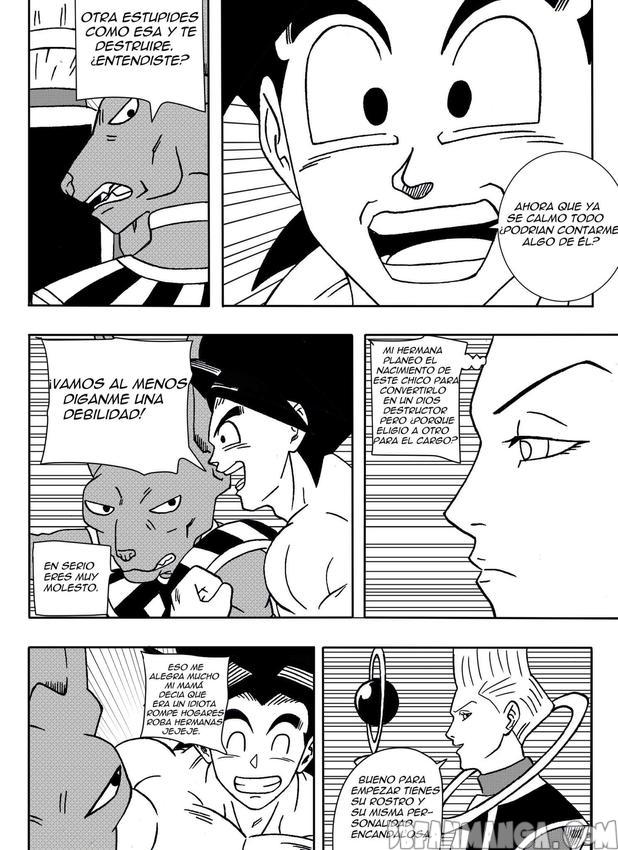 OTRA ESTUPIDES
COMO ESA Y TE
DESTRUIRE.
¿ENTENDISTE?
AHORA QUE YA
SE CALMO TODO
¿PODRIAN CONTARME
ALGO DE ÉL?
¡VAMOS AL MENOS
DIGANME UNA
DEBILIDAD!
EN SERIO
ERES MUY
MOLESTO.
MI HERMANA
PLANEO EL
NACIMIENTO DE
ESTE CHICO PARA
CONVERTIRLO
EN UN DIOS
DESTRUCTOR
PERO ¿PORQUE
ELIGIO A OTRO
PARA EL CARGO?
ESO ME
ALEGRA MUCHO
MI MAMÁ
DECIA QUE
ERA UN IDIOTA
ROMPE HOGARES
ROBA HERMANAS
JEJEJE.
BUENO PARA
EMPEZAR TIENES
SU ROSTRO Y
SU MISMA PER-
SONALIDAD
ENCANDALOSA.